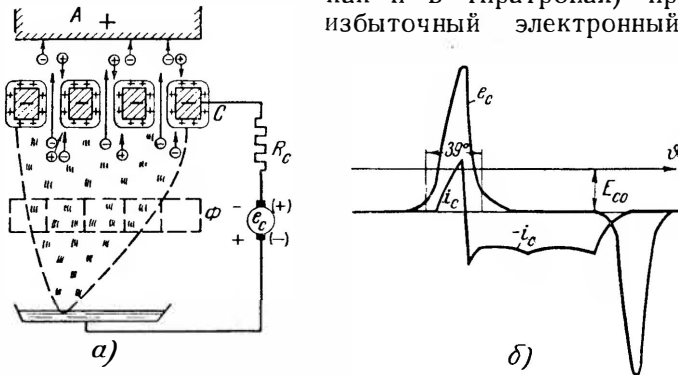 как и в тиратронах) пр
избыточный электронный
A +
C
R_c
- (+)
e_c
+ (–)
Ф
а)
e_c
39°
i_c
ϑ
E_co
-i_c
б)